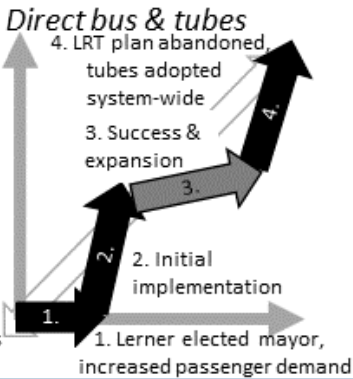 Direct bus & tubes
4. LRT plan abandoned,
tubes adopted
system-wide
3. Success &
expansion
4.
3.
2.
2. Initial
implementation
1.
1. Lerner elected mayor,
increased passenger demand